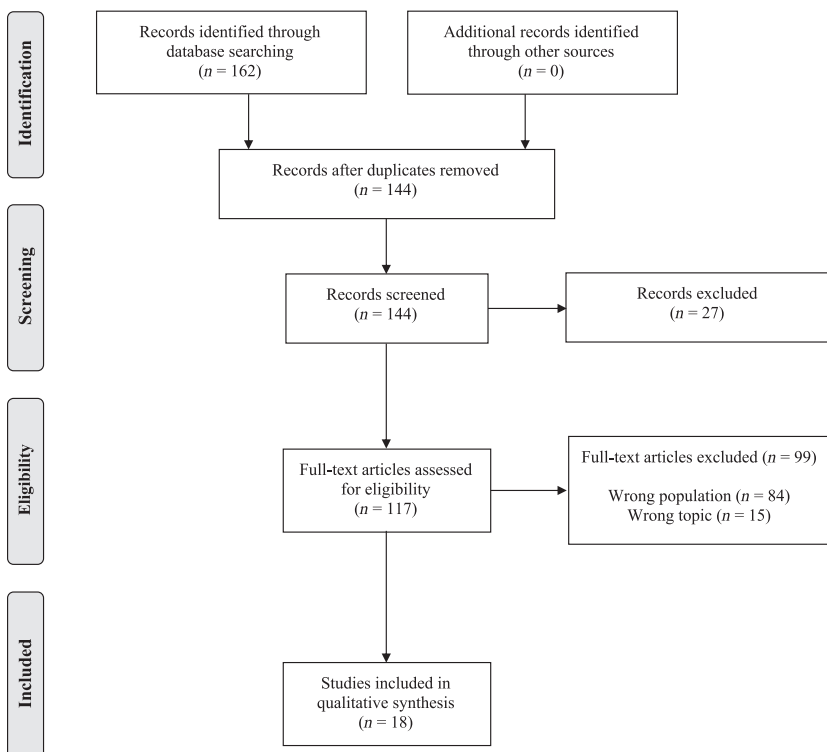 Identification
Records identified through
database searching
(n = 162)
Additional records identified
through other sources
(n = 0)
Records after duplicates removed
(n = 144)
Screening
Records screened
(n = 144)
Records excluded
(n = 27)
Eligibility
Full-text articles assessed
for eligibility
(n = 117)
Full-text articles excluded (n = 99)
Wrong population (n = 84)
Wrong topic (n = 15)
Included
Studies included in
qualitative synthesis
(n = 18)